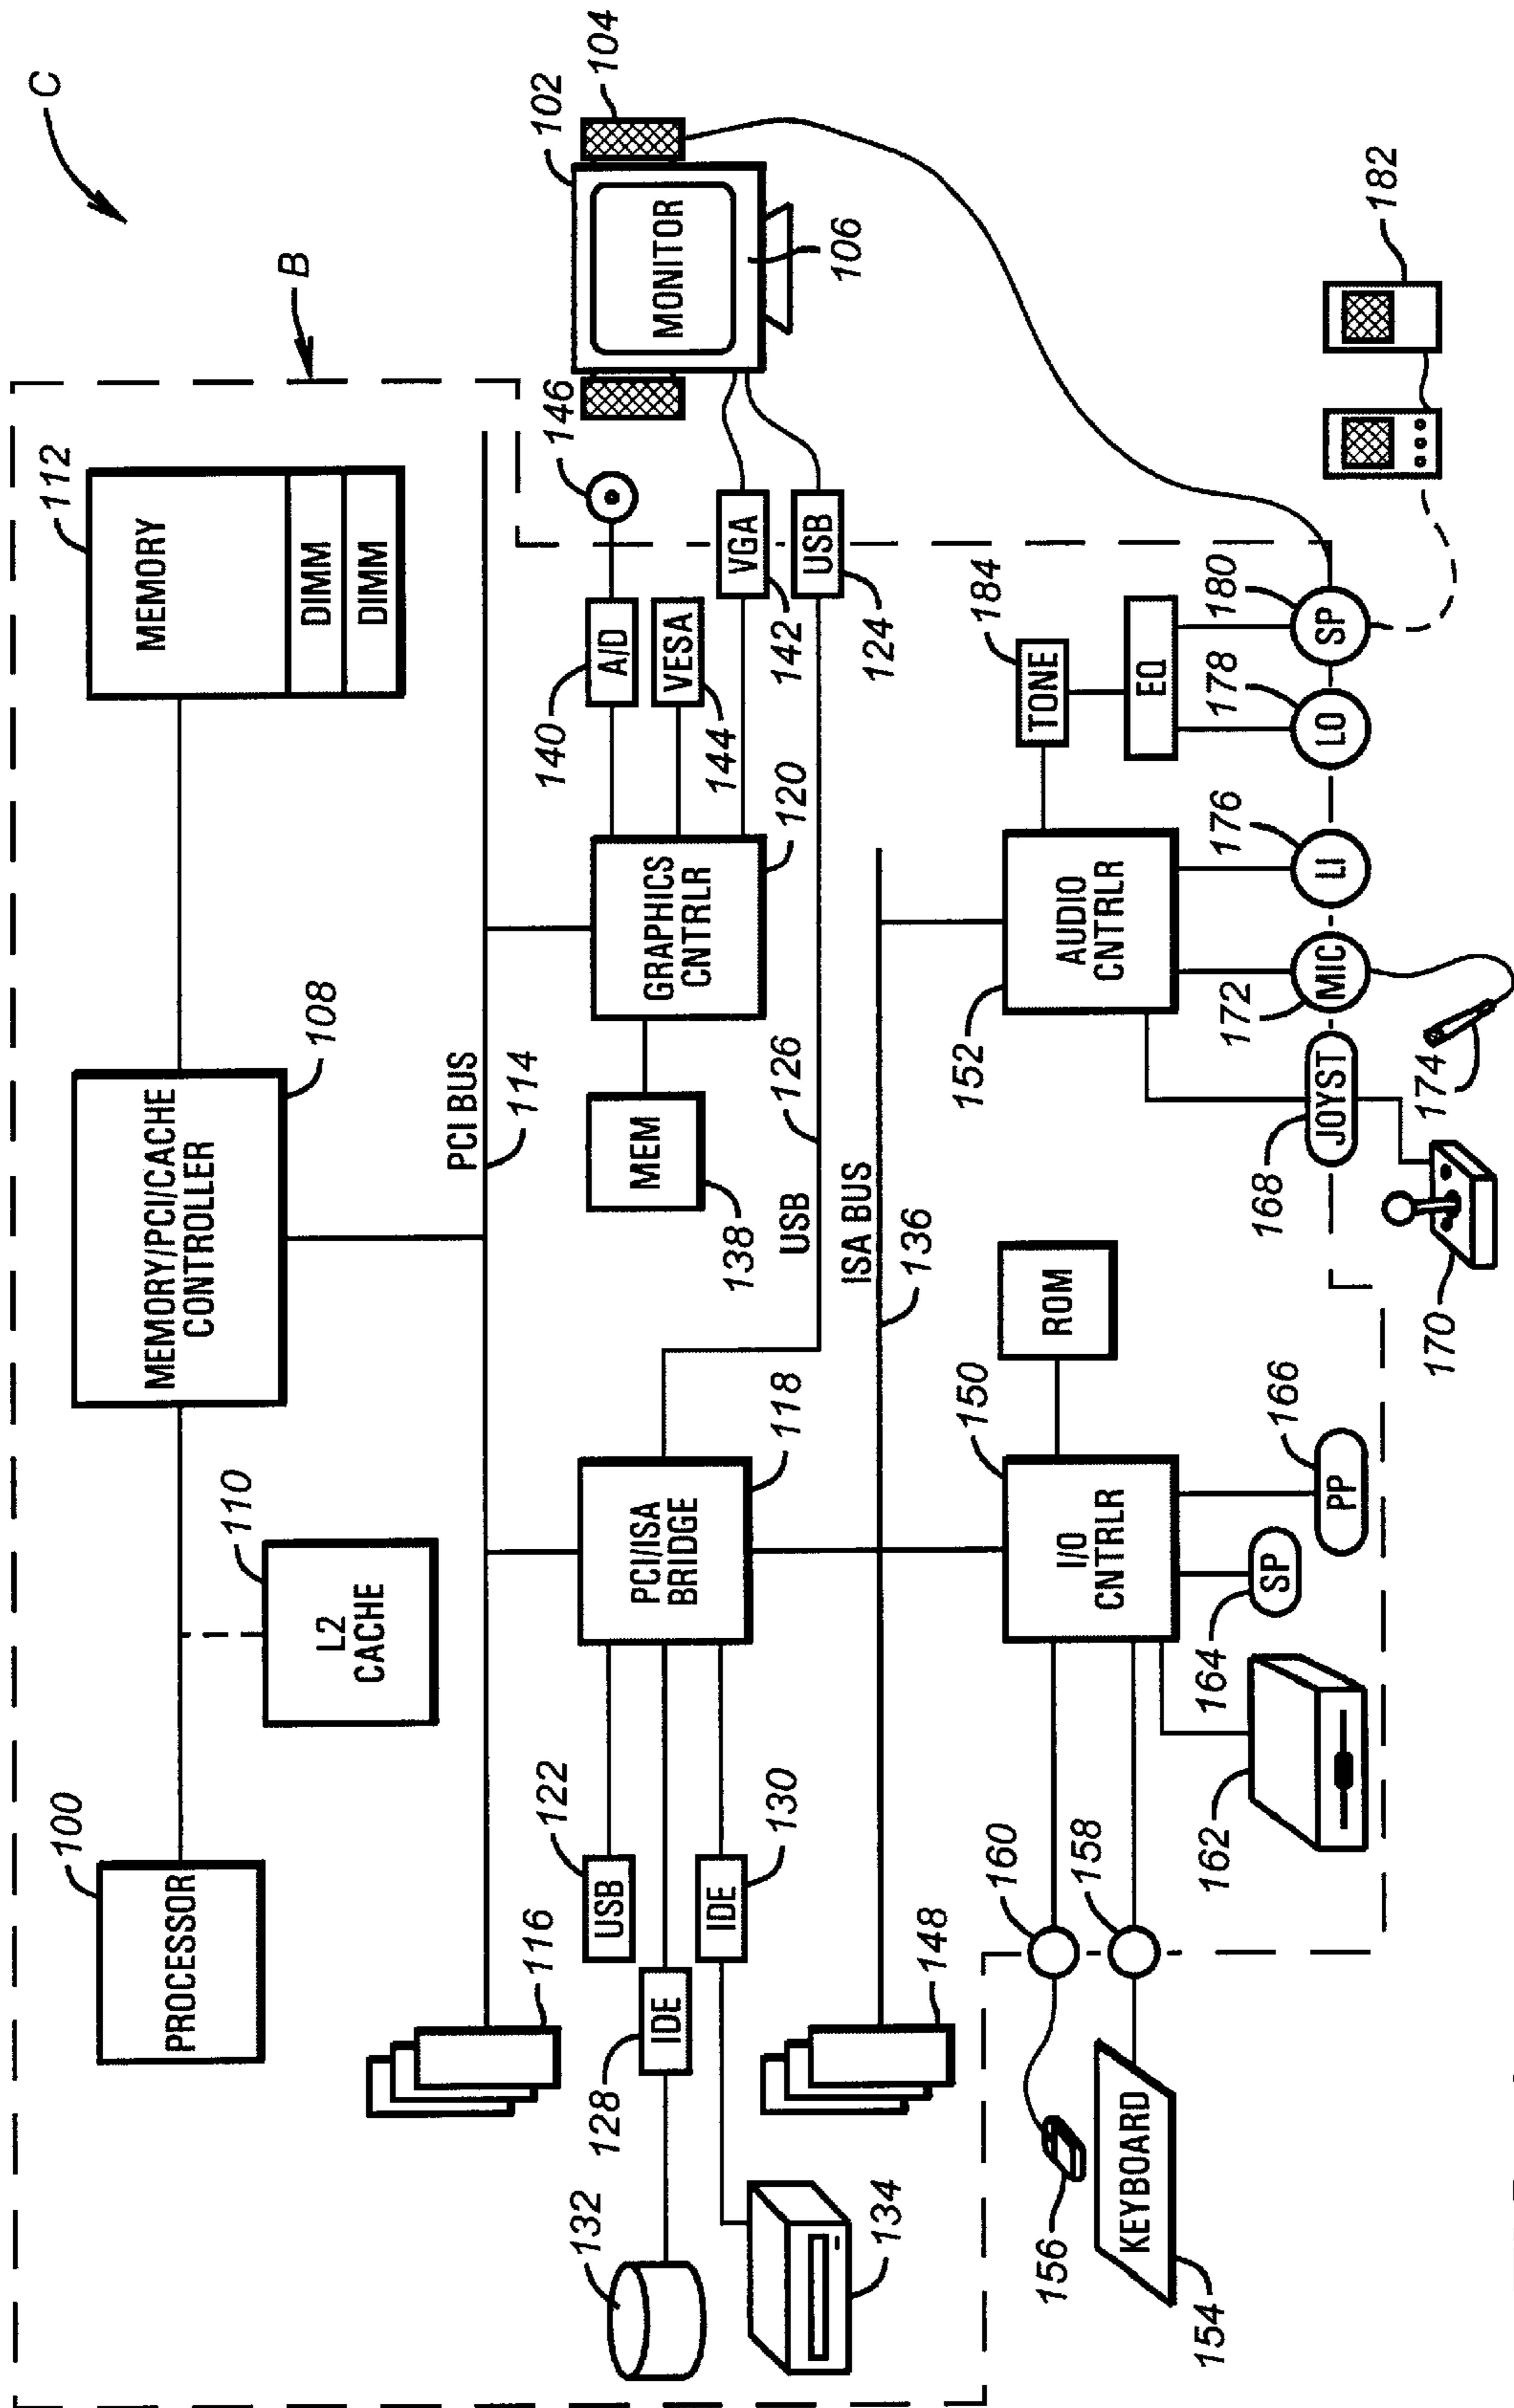 C
B
100
PROCESSOR
110
L2
CACHE
MEMORY/PCI/CACHE
CONTROLLER
108
112
MEMORY
DIMM
DIMM
PCI BUS
114
116
122
USB
128
IDE
130
IDE
132
134
PCI/ISA
BRIDGE
118
MEM
138
GRAPHICS
CNTRLR
120
140
A/D
VESA
144
146
VGA
142
USB
124
102
104
MONITOR
106
USB
126
ISA BUS
136
148
156
160
158
KEYBOARD
154
162
150
I/O
CNTRLR
ROM
164
SP
PP
166
152
AUDIO
CNTRLR
TONE
184
EQ
168
JOYST
170
172
MIC
174
LI
176
LO
178
SP
180
182